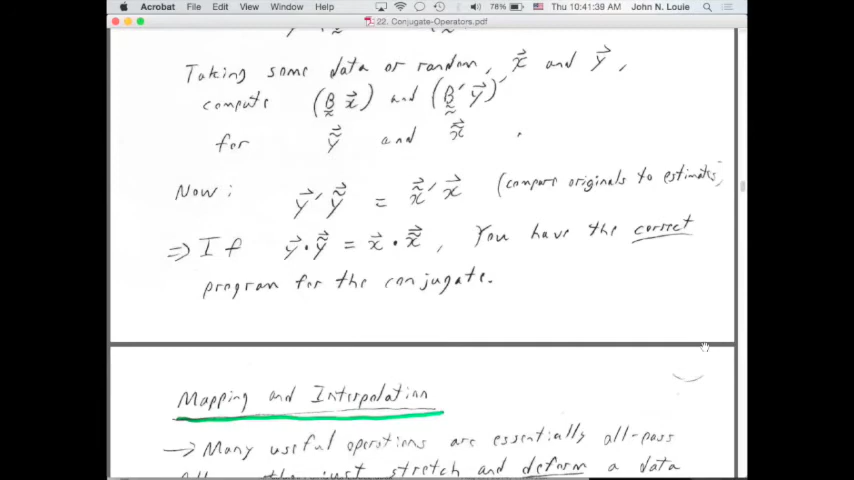 Acrobat File Edit View Window Help 78% Thu 10:41:39 AM John N. Louie
22. Conjugate-Operators.pdf
Taking some data or random, x⃗ and y⃗,
compute (B x⃗) and (B′ y⃗)′
for ỹ⃗ and x̃⃗ .
Now: y⃗′ ỹ⃗ = x̃⃗′ x⃗ (compare originals to estimates)
⇒ If y⃗ · ỹ⃗ = x⃗ · x̃⃗, You have the correct
program for the conjugate.
Mapping and Interpolation
→ Many useful operations are essentially all-pass
just stretch and deform a data